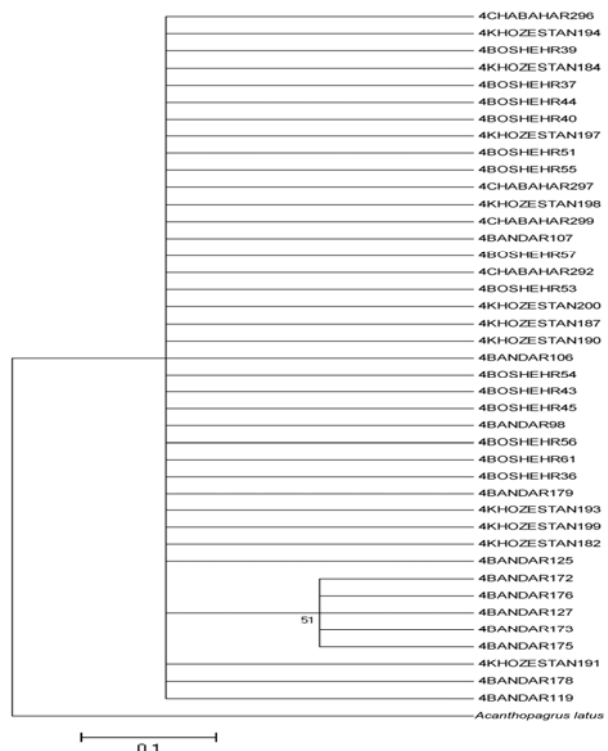 4CHABAHAR296
4KHOZESTAN194
4BOSHEHR39
4KHOZESTAN184
4BOSHEHR37
4BOSHEHR44
4BOSHEHR40
4KHOZESTAN197
4BOSHEHR51
4BOSHEHR55
4CHABAHAR297
4KHOZESTAN198
4CHABAHAR299
4BANDAR107
4BOSHEHR57
4CHABAHAR292
4BOSHEHR53
4KHOZESTAN200
4KHOZESTAN187
4KHOZESTAN190
4BANDAR106
4BOSHEHR54
4BOSHEHR43
4BOSHEHR45
4BANDAR98
4BOSHEHR56
4BOSHEHR61
4BOSHEHR36
4BANDAR179
4KHOZESTAN193
4KHOZESTAN199
4KHOZESTAN182
4BANDAR125
4BANDAR172
4BANDAR176
4BANDAR127
51
4BANDAR173
4BANDAR175
4KHOZESTAN191
4BANDAR178
4BANDAR119
Acanthopagrus latus
0.1